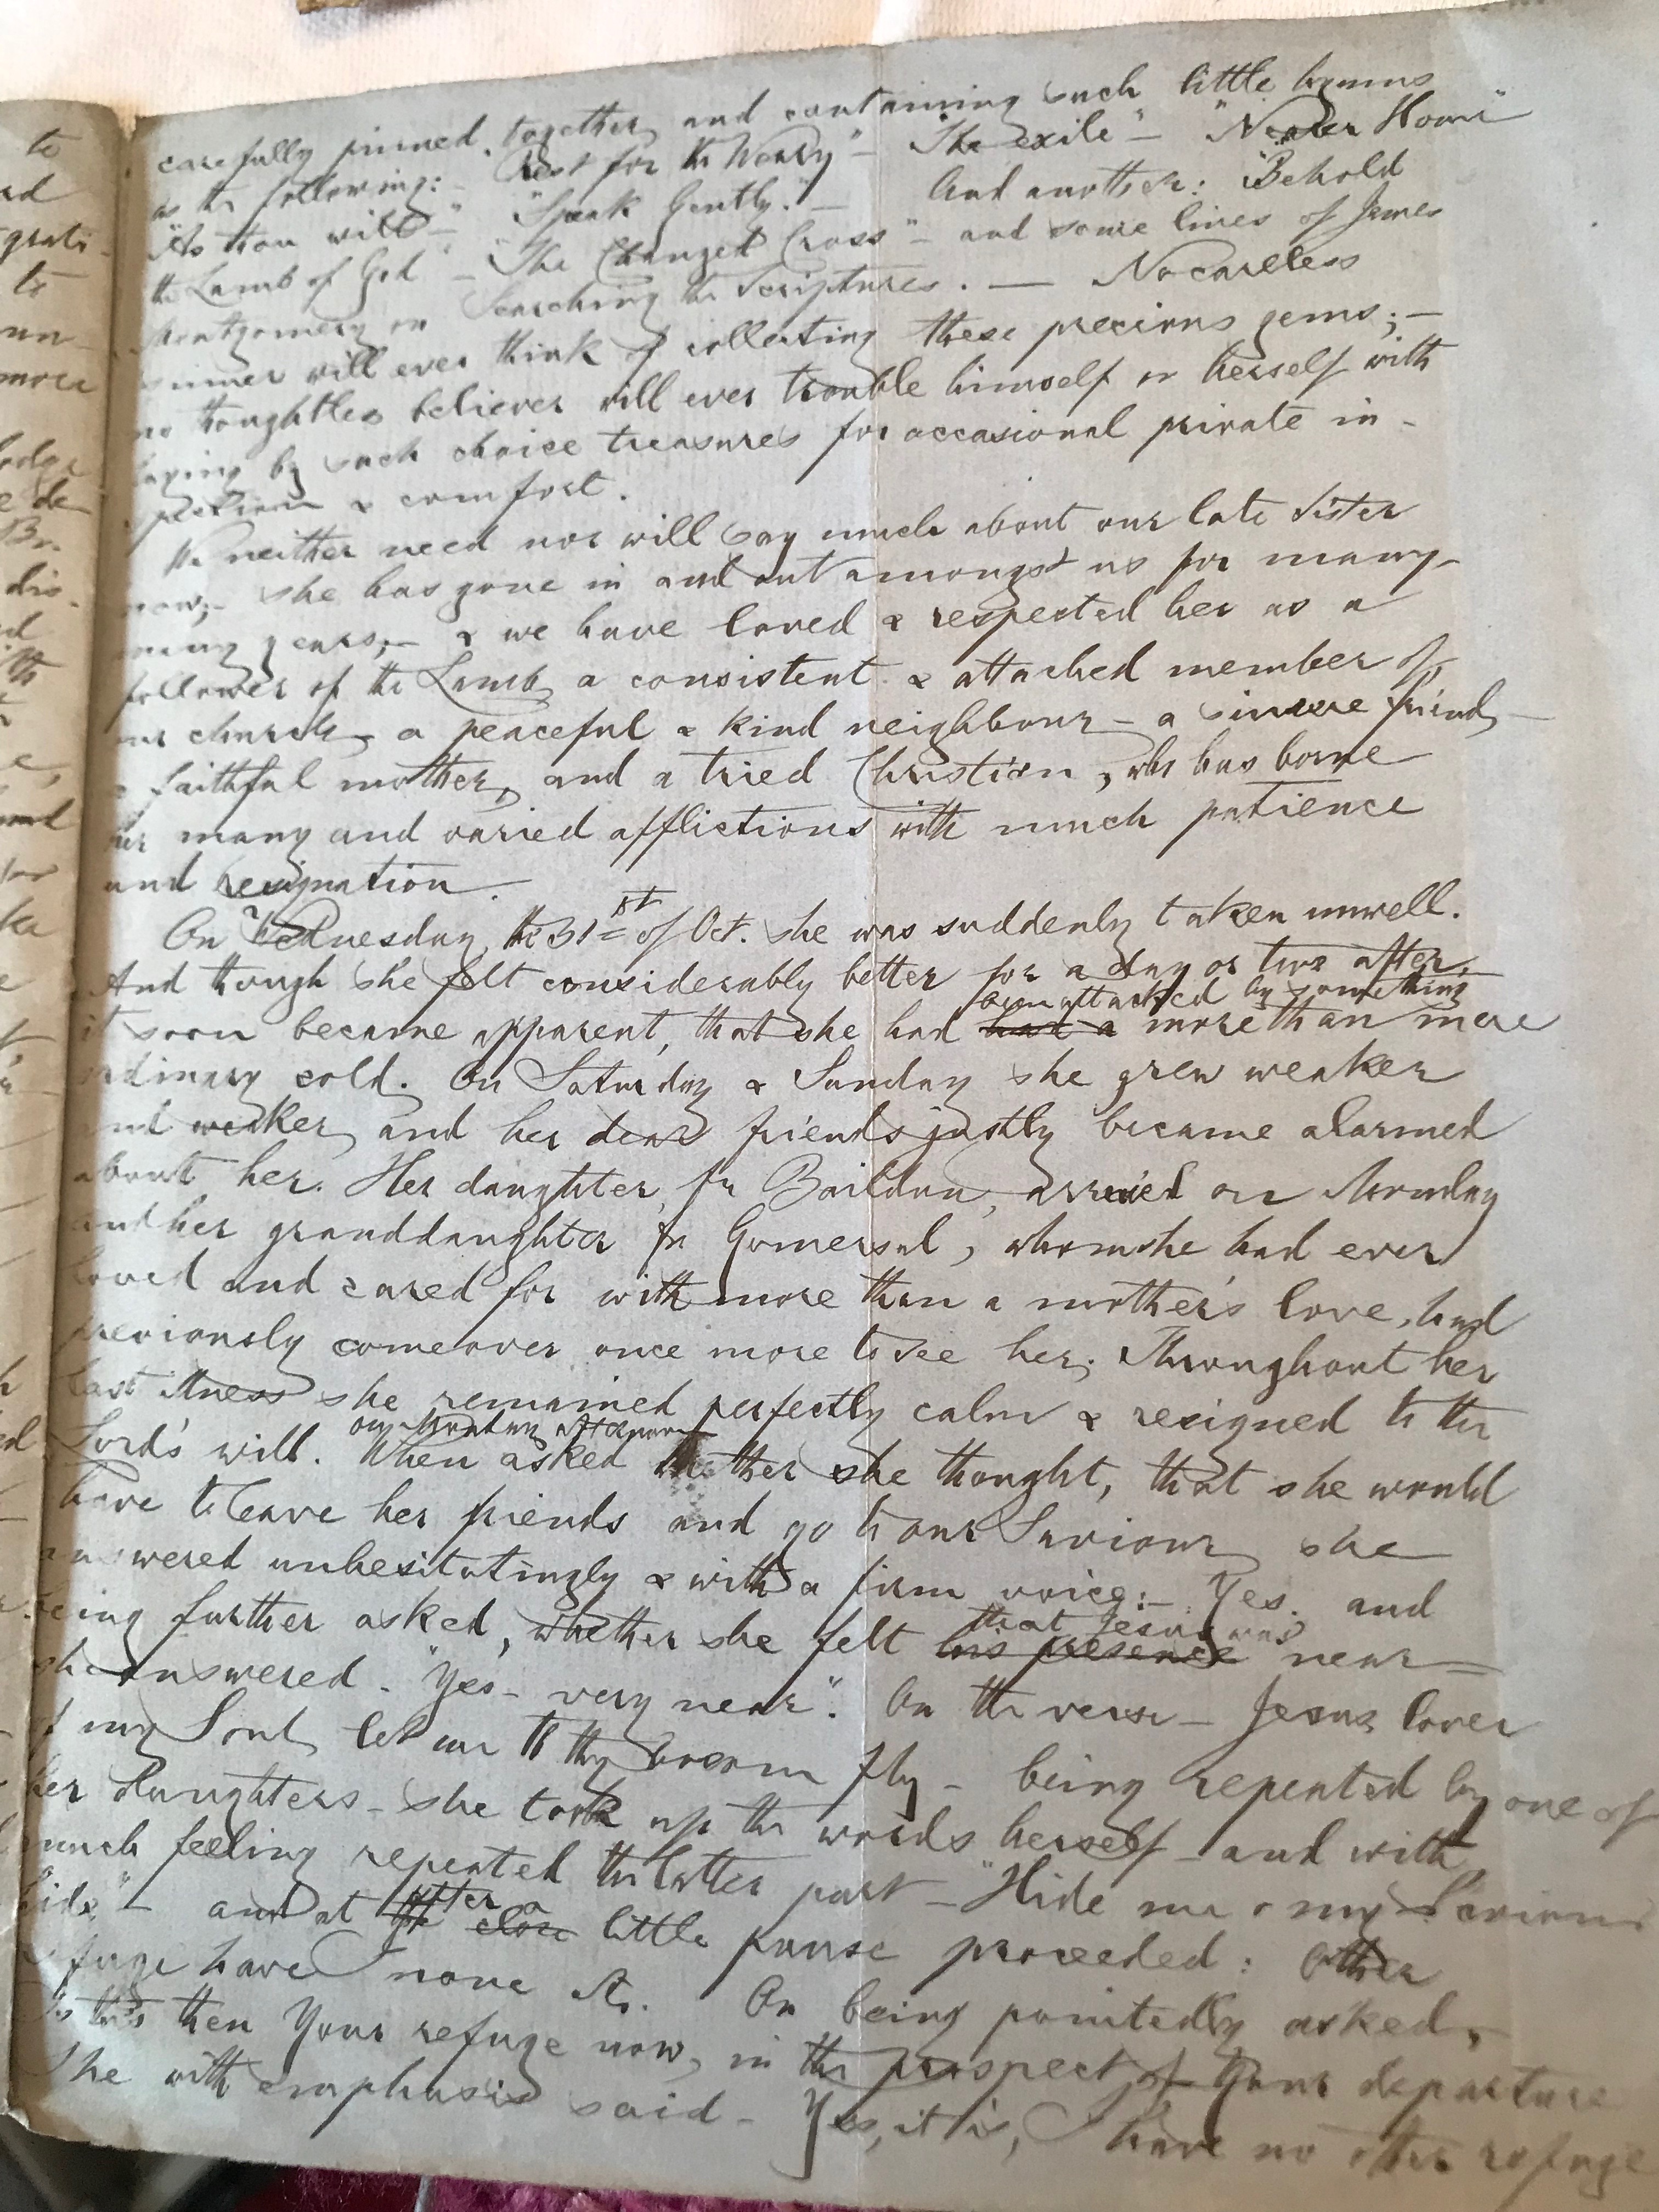 carefully pinned together and containing such little hymns
as the following:- "Rest for the Weary" - "The exile" - "Nearer Home"
"As thou wilt -" "Speak Gently." - And another: "Behold
the Lamb of God" - "The Changed Cross" - and some lines of James
Montgomery on Searching the Scriptures. - No careless
sinner will ever think of collecting these precious gems; -
no thoughtless believer will ever trouble himself or herself with
laying by such choice treasures for occasional private in-
spection & comfort.
We neither need nor will say much about our late Sister
now;- She has gone in and out amongst us for many-
many years;- & we have loved & respected her as a
follower of the Lamb, a consistent & attached member of
our church, - a peaceful & kind neighbour - a sincere friend, -
a faithful mother, and a tried Christian, who has borne
her many and varied afflictions with much patience
and resignation.
On Wednesday, the 31st of Oct. she was suddenly taken unwell.
And though she felt considerably better for a day or two after,
been attacked by something
it soon became apparent, that she had had a more than mere
ordinary cold. On Saturday & Sunday she grew weaker
and weaker, and her dear friends justly became alarmed
about her. Her daughter, fr Baildon, arrived on Monday
and her granddaughter fr Gomersal, whom she had ever
loved and cared for with more than a mother's love, had
previously come over once more to see her. Throughout her
last illness she remained perfectly calm & resigned to the
on Monday afternoon
Lord's will. When asked whether she thought, that she would
have to leave her friends and go to our Saviour, she
answered unhesitatingly & with a firm voice:- Yes. and
that Jesus was
being further asked, whether she felt his presence near -
she answered. "Yes - very near". On the verse - Jesus, lover
of my Soul, let me to thy bosom fly - being repeated by one of
her daughters - she took up the words herself and with
much feeling repeated the latter part - "Hide me o my Saviour
after a
hide" - and at the close little pause proceeded: Other
refuge have I none &c. On being pointedly asked,
Is this then Your refuge now, in the prospect of Your departure
She with emphasis said - Yes, it is, I have no other refuge